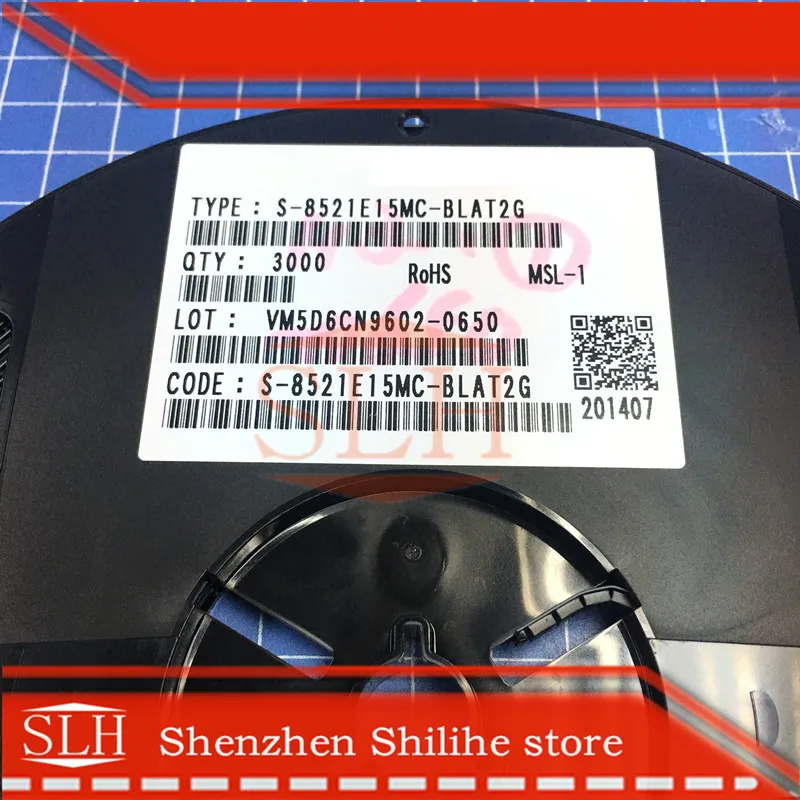 TYPE : S-8521E15MC-BLAT2G
QTY : 3000 RoHS MSL-1
LOT : VM5D6CN9602-0650
CODE : S-8521E15MC-BLAT2G
201407
SLH
SLH Shenzhen Shilihe store